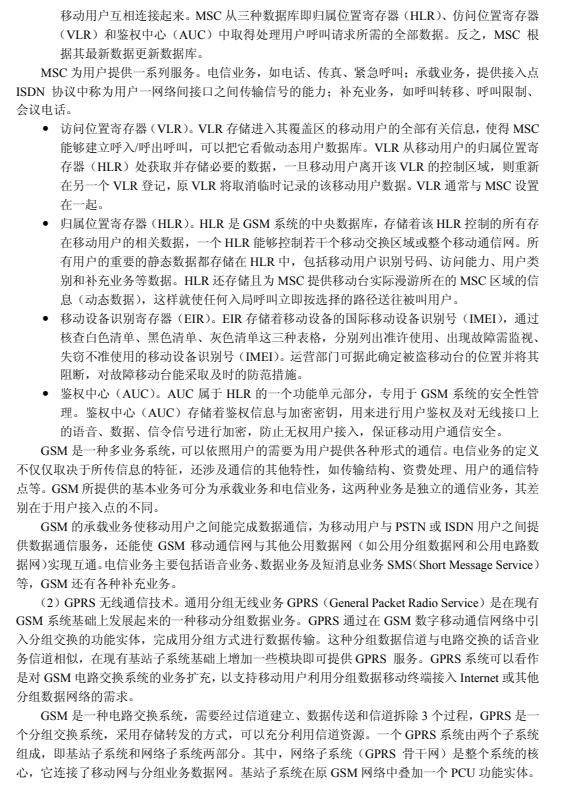 移动用户互相连接起来。MSC 从三种数据库即归属位置寄存器（HLR）、仿问位置寄存器
（VLR）和鉴权中心（AUC）中取得处理用户呼叫请求所需的全部数据。反之，MSC 根
据其最新数据更新数据库。
MSC 为用户提供一系列服务。电信业务，如电话、传真、紧急呼叫；承载业务，提供接入点
ISDN 协议中称为用户一网络间接口之间传输信号的能力；补充业务，如呼叫转移、呼叫限制、
会议电话。
● 访问位置寄存器（VLR）。VLR 存储进入其覆盖区的移动用户的全部有关信息，使得 MSC
能够建立呼入/呼出呼叫，可以把它看做动态用户数据库。VLR 从移动用户的归属位置寄
存器（HLR）处获取并存储必要的数据，一旦移动用户离开该 VLR 的控制区域，则重新
在另一个 VLR 登记，原 VLR 将取消临时记录的该移动用户数据。VLR 通常与 MSC 设置
在一起。
● 归属位置寄存器（HLR）。HLR 是 GSM 系统的中央数据库，存储着该 HLR 控制的所有存
在移动用户的相关数据，一个 HLR 能够控制若干个移动交换区域或整个移动通信网。所
有用户的重要的静态数据都存储在 HLR 中，包括移动用户识别号码、访问能力、用户类
别和补充业务等数据。HLR 还存储且为 MSC 提供移动台实际漫游所在的 MSC 区域的信
息（动态数据），这样就使任何入局呼叫立即按选择的路径送往被叫用户。
● 移动设备识别寄存器（EIR）。EIR 存储着移动设备的国际移动设备识别号（IMEI），通过
核查白色清单、黑色清单、灰色清单这三种表格，分别列出准许使用、出现故障需监视、
失窃不准使用的移动设备识别号（IMEI）。运营部门可据此确定被盗移动台的位置并将其
阻断，对故障移动台能采取及时的防范措施。
● 鉴权中心（AUC）。AUC 属于 HLR 的一个功能单元部分，专用于 GSM 系统的安全性管
理。鉴权中心（AUC）存储着鉴权信息与加密密钥，用来进行用户鉴权及对无线接口上
的语音、数据、信令信号进行加密，防止无权用户接入，保证移动用户通信安全。
GSM 是一种多业务系统，可以依照用户的需要为用户提供各种形式的通信。电信业务的定义
不仅仅取决于所传信息的特征，还涉及通信的其他特性，如传输结构、资费处理、用户的通信特
点等。GSM 所提供的基本业务可分为承载业务和电信业务，这两种业务是独立的通信业务，其差
别在于用户接入点的不同。
GSM 的承载业务使移动用户之间能完成数据通信，为移动用户与 PSTN 或 ISDN 用户之间提
供数据通信服务，还能使 GSM 移动通信网与其他公用数据网（如公用分组数据网和公用电路数
据网）实现互通。电信业务主要包括语音业务、数据业务及短消息业务 SMS（Short Message Service）
等，GSM 还有各种补充业务。
（2）GPRS 无线通信技术。通用分组无线业务 GPRS（General Packet Radio Service）是在现有
GSM 系统基础上发展起来的一种移动分组数据业务。GPRS 通过在 GSM 数字移动通信网络中引
入分组交换的功能实体，完成用分组方式进行数据传输。这种分组数据信道与电路交换的话音业
务信道相似，在现有基站子系统基础上增加一些模块即可提供 GPRS 服务。GPRS 系统可以看作
是对 GSM 电路交换系统的业务扩充，以支持移动用户利用分组数据移动终端接入 Internet 或其他
分组数据网络的需求。
GSM 是一种电路交换系统，需要经过信道建立、数据传送和信道拆除 3 个过程，GPRS 是一
个分组交换系统，采用存储转发的方式，可以充分利用信道资源。一个 GPRS 系统由两个子系统
组成，即基站子系统和网络子系统两部分。其中，网络子系统（GPRS 骨干网）是整个系统的核
心，它连接了移动网与分组业务数据网。基站子系统在原 GSM 网络中叠加一个 PCU 功能实体。